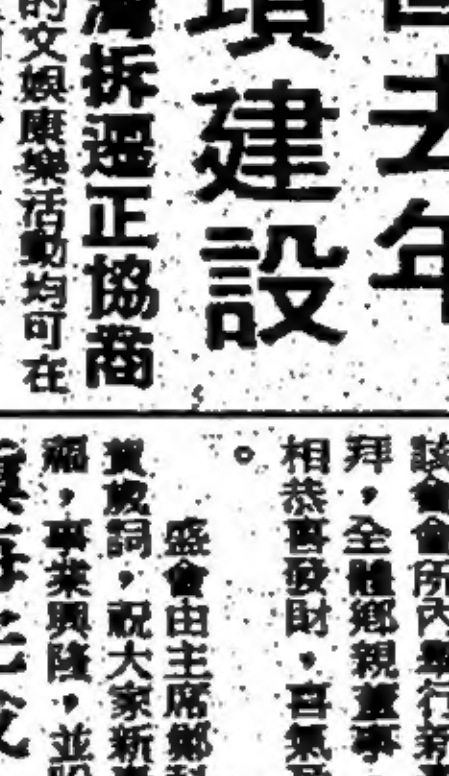 去年
項建設
灣拆遷正協商
的文娛康樂活動均可在
該會會所內舉行新
拜，全體鄉親董事
相恭喜發財，喜氣
。
盛會由主席鄉
賀歲詞，祝大家新
禧，事業興隆，並